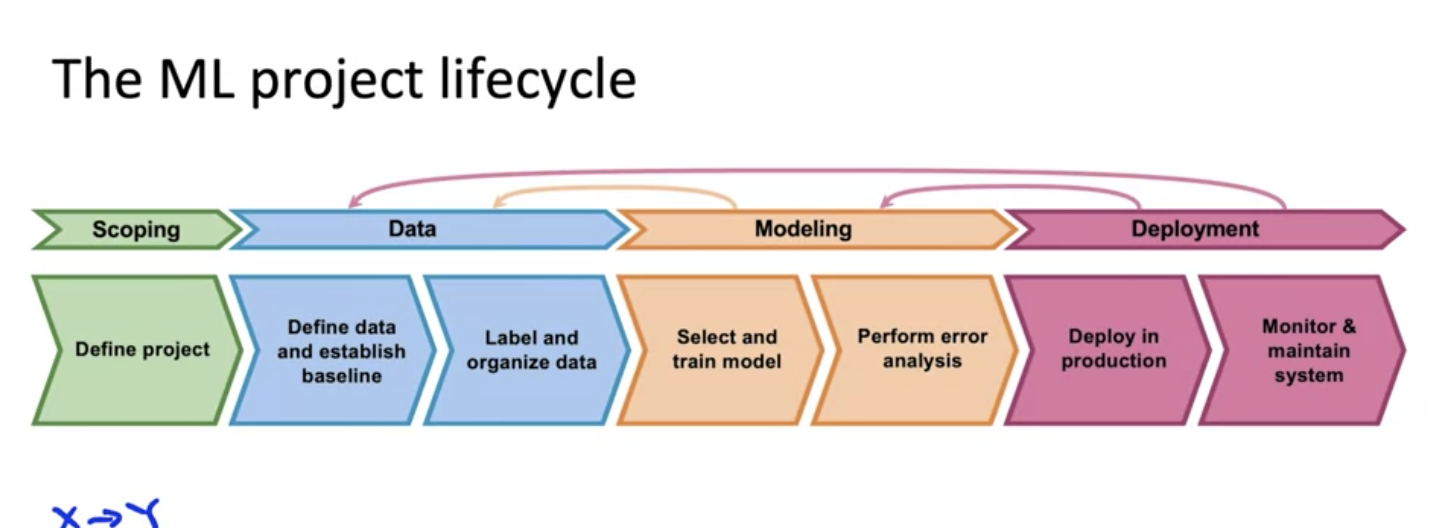 The ML project lifecycle
Scoping
Data
Modeling
Deployment
Define project
Define data
and establish
baseline
Label and
organize data
Select and
train model
Perform error
analysis
Deploy in
production
Monitor &
maintain
system
X→Y